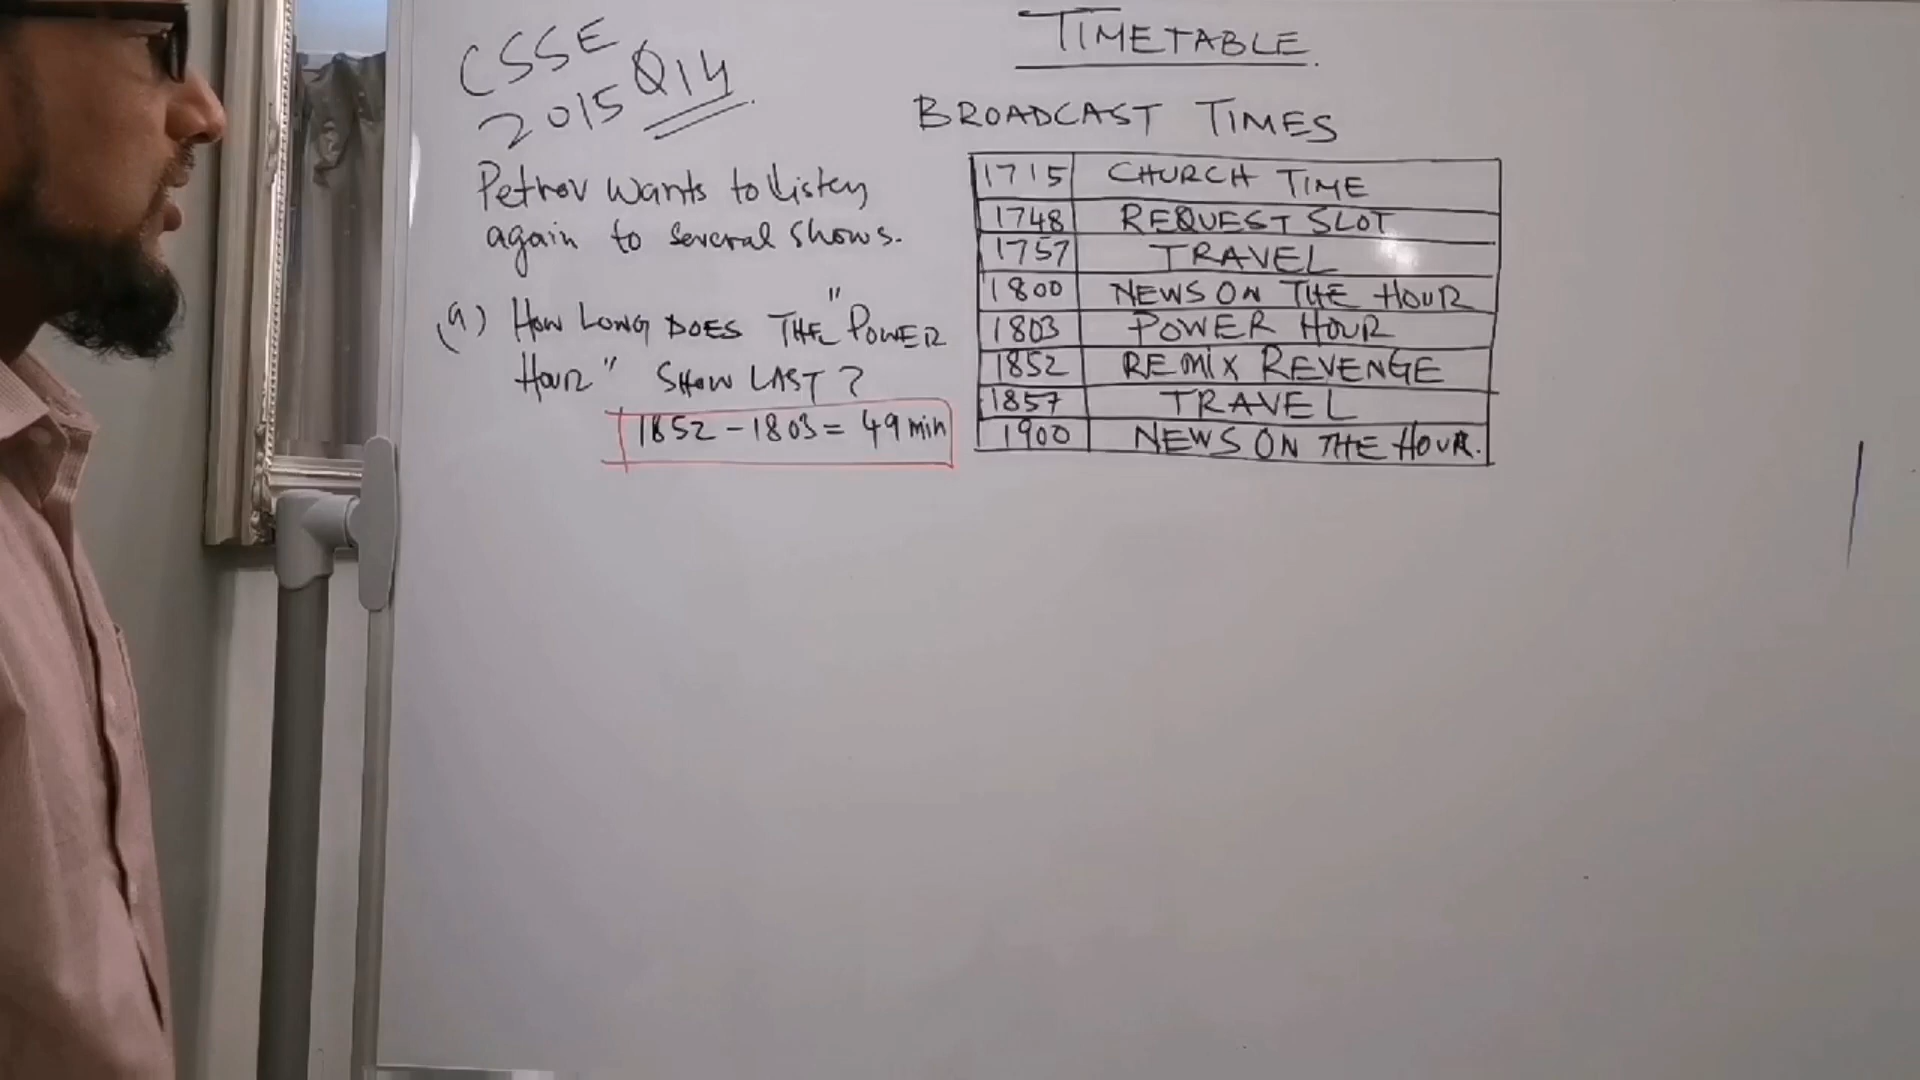 CSSE
2015 Q14
Petrov wants to listen
again to several shows.
(a) HOW LONG DOES THE "POWER
HOUR" SHOW LAST?
1852 - 1803 = 49 min
TIMETABLE.
BROADCAST TIMES
1715 CHURCH TIME
1748 REQUEST SLOT
1757 TRAVEL
1800 NEWS ON THE HOUR
1803 POWER HOUR
1852 REMIX REVENGE
1857 TRAVEL
1900 NEWS ON THE HOUR.